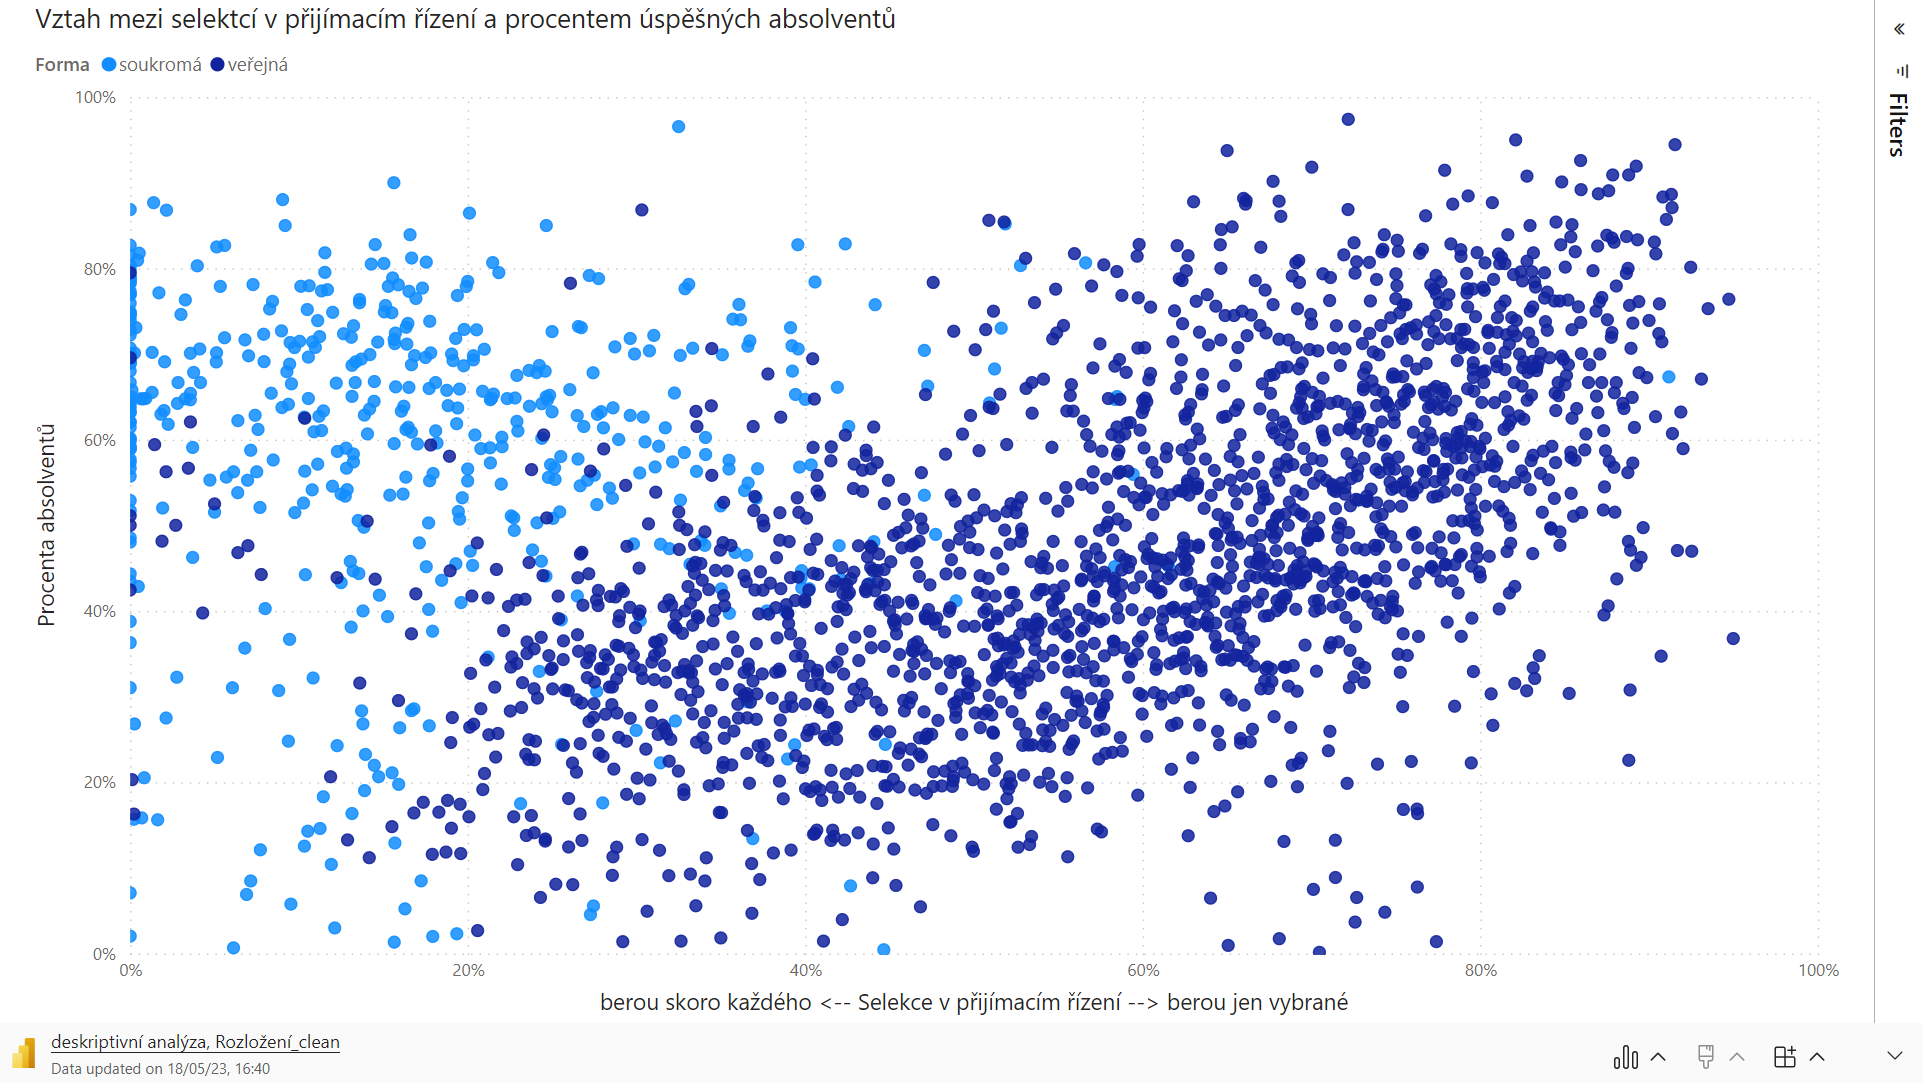 Vztah mezi selektcí v přijímacím řízení a procentem úspěšných absolventů
Forma soukromá veřejná
100%
80%
60%
40%
20%
0%
Procenta absolventů
0% 20% 40% 60% 80% 100%
berou skoro každého <-- Selekce v přijímacím řízení --> berou jen vybrané
Filters
deskriptivní analýza, Rozložení_clean
Data updated on 18/05/23, 16:40